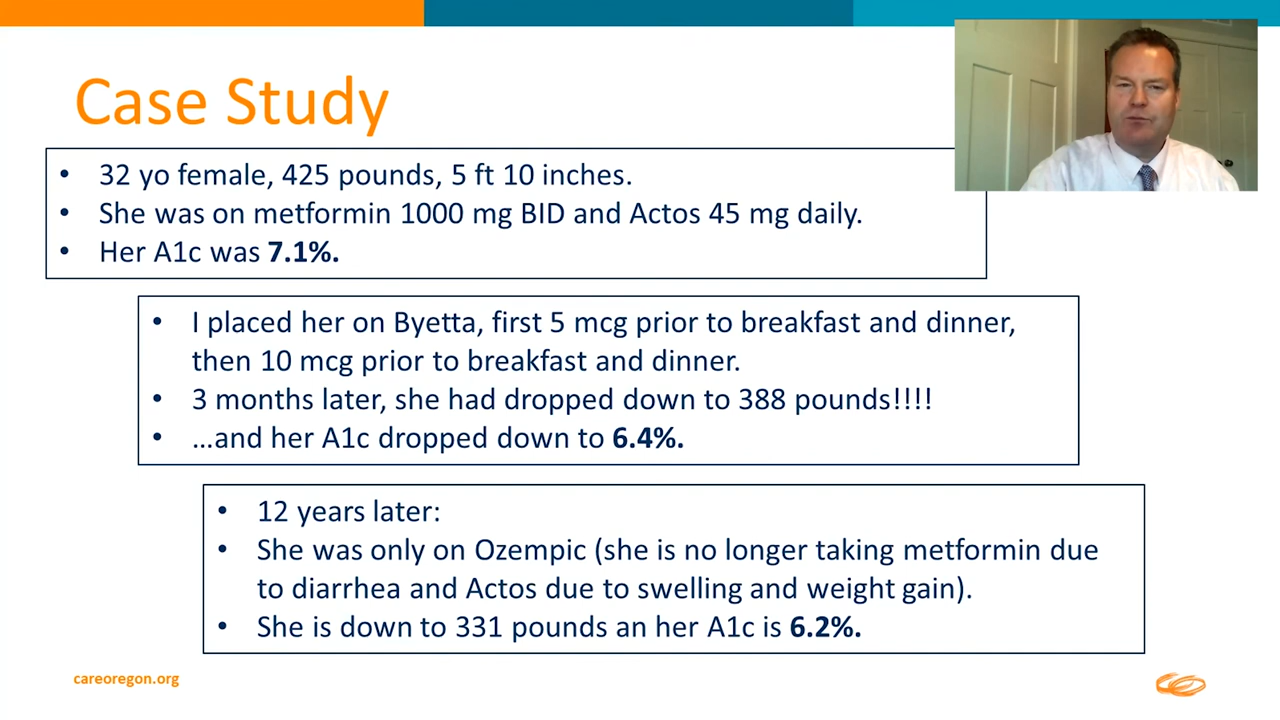 Case Study
• 32 yo female, 425 pounds, 5 ft 10 inches.
• She was on metformin 1000 mg BID and Actos 45 mg daily.
• Her A1c was 7.1%.
• I placed her on Byetta, first 5 mcg prior to breakfast and dinner,
then 10 mcg prior to breakfast and dinner.
• 3 months later, she had dropped down to 388 pounds!!!!
• …and her A1c dropped down to 6.4%.
• 12 years later:
• She was only on Ozempic (she is no longer taking metformin due
to diarrhea and Actos due to swelling and weight gain).
• She is down to 331 pounds an her A1c is 6.2%.
careoregon.org